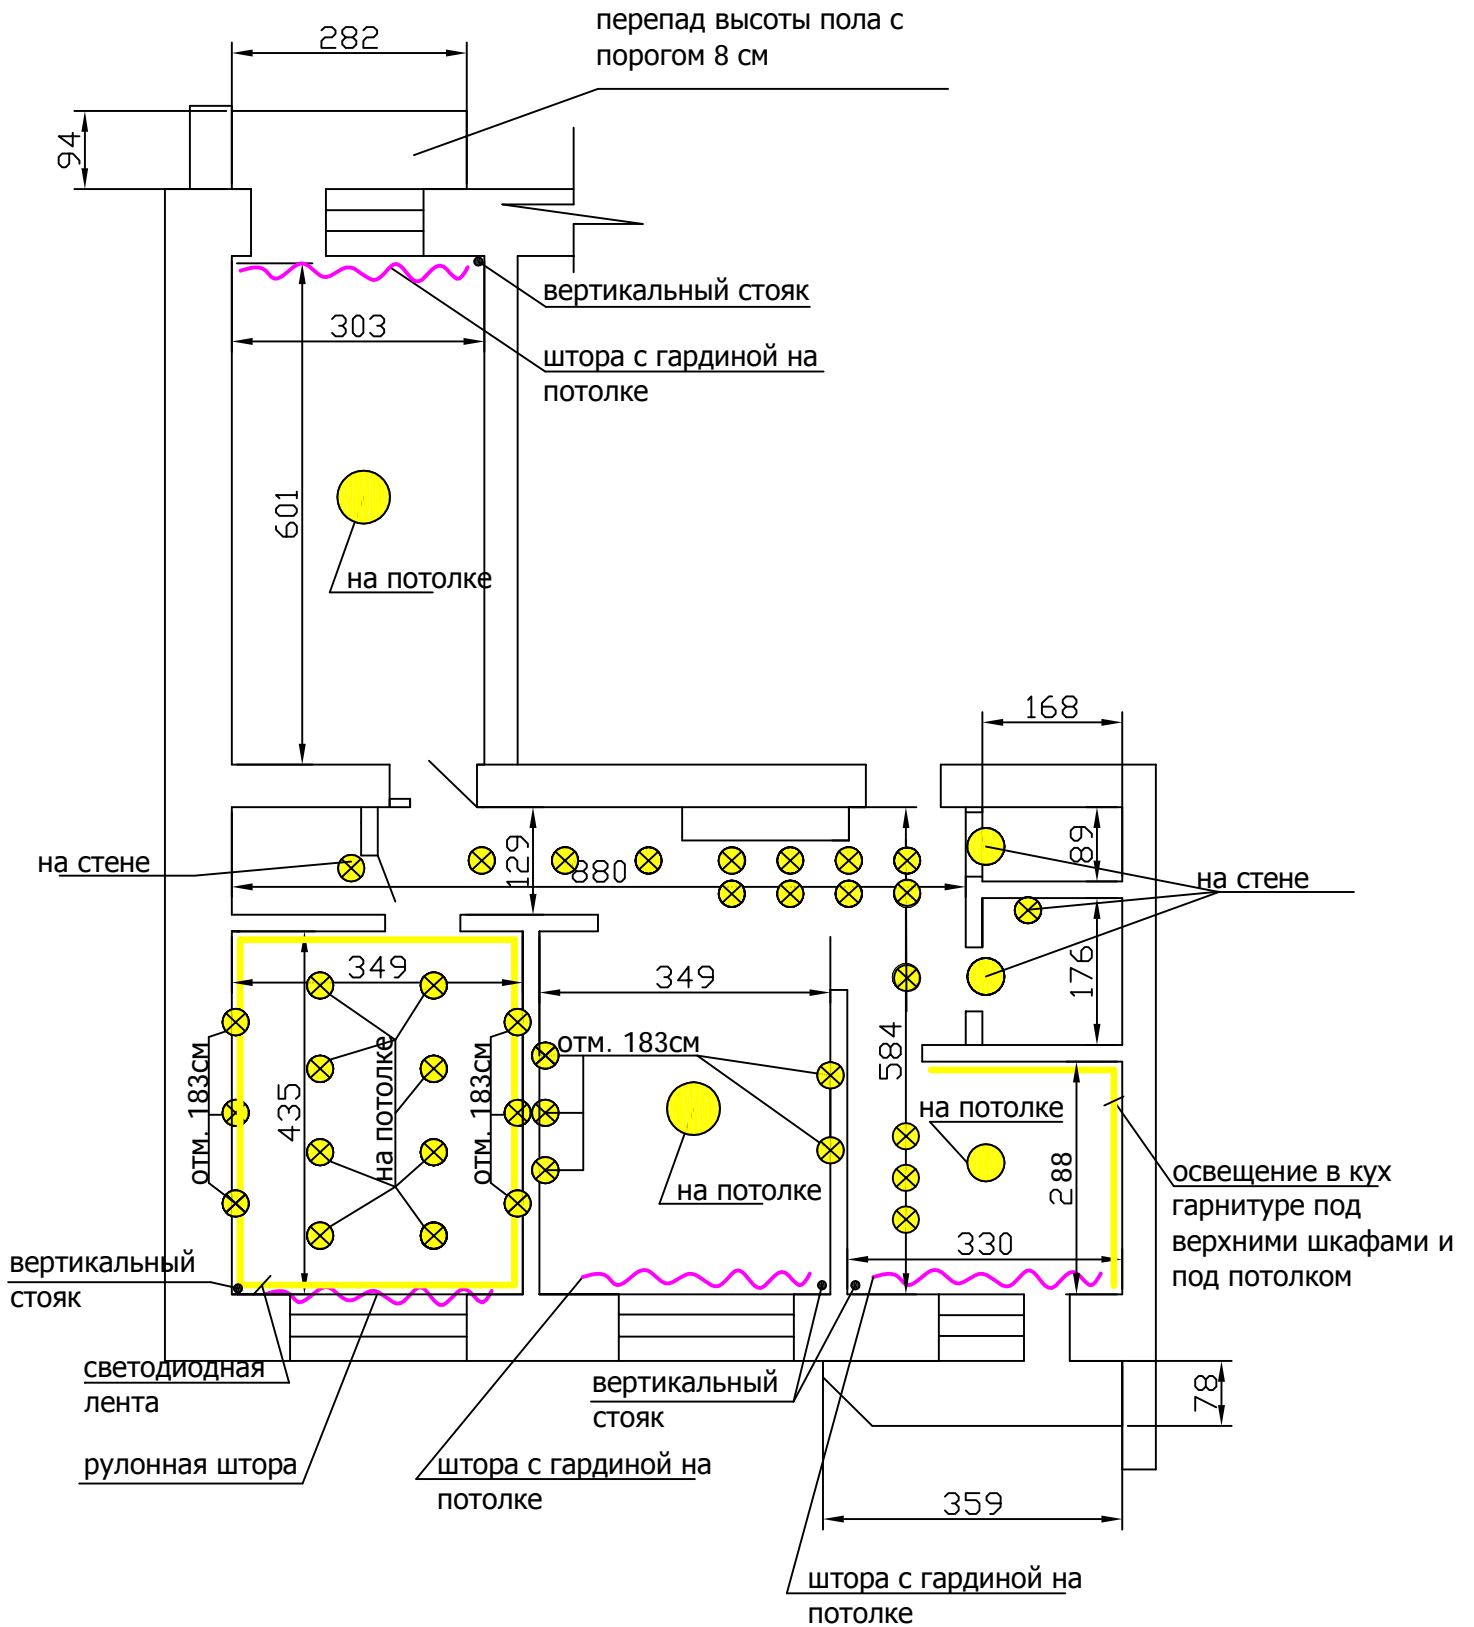 перепад высоты пола с
порогом 8 см
282
94
вертикальный стояк
303
штора с гардиной на
потолке
601
на потолке
168
129
89
на стене
880
на стене
349
349
176
отм. 183см
435
на потолке
отм. 183см
отм. 183см
584
на потолке
288
на потолке
освещение в кух
гарнитуре под
верхними шкафами и
под потолком
330
вертикальный
стояк
светодиодная
лента
вертикальный
стояк
78
рулонная штора
штора с гардиной на
потолке
359
штора с гардиной на
потолке